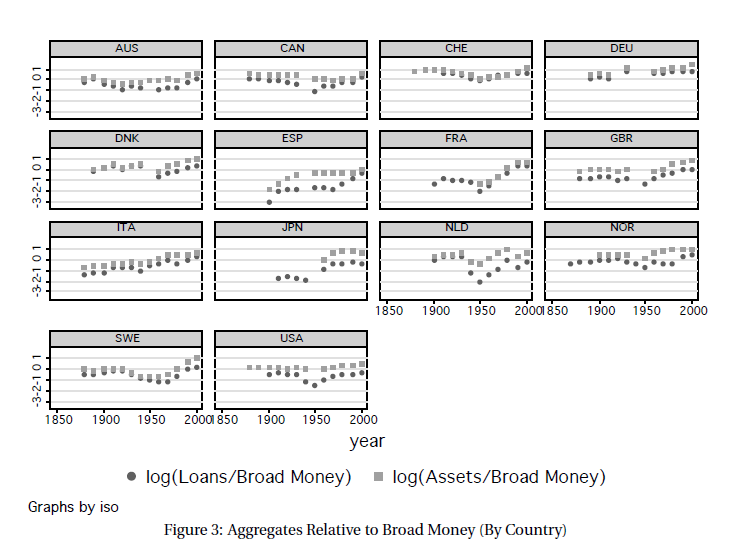 AUS CAN CHE DEU
-3-2-1 0 1
DNK ESP FRA GBR
-3-2-1 0 1
ITA JPN NLD NOR
-3-2-1 0 1
1850 1900 1950 2000 1850 1900 1950 2000
SWE USA
-3-2-1 0 1
1850 1900 1950 2000 1850 1900 1950 2000
year
log(Loans/Broad Money) log(Assets/Broad Money)
Graphs by iso
Figure 3: Aggregates Relative to Broad Money (By Country)